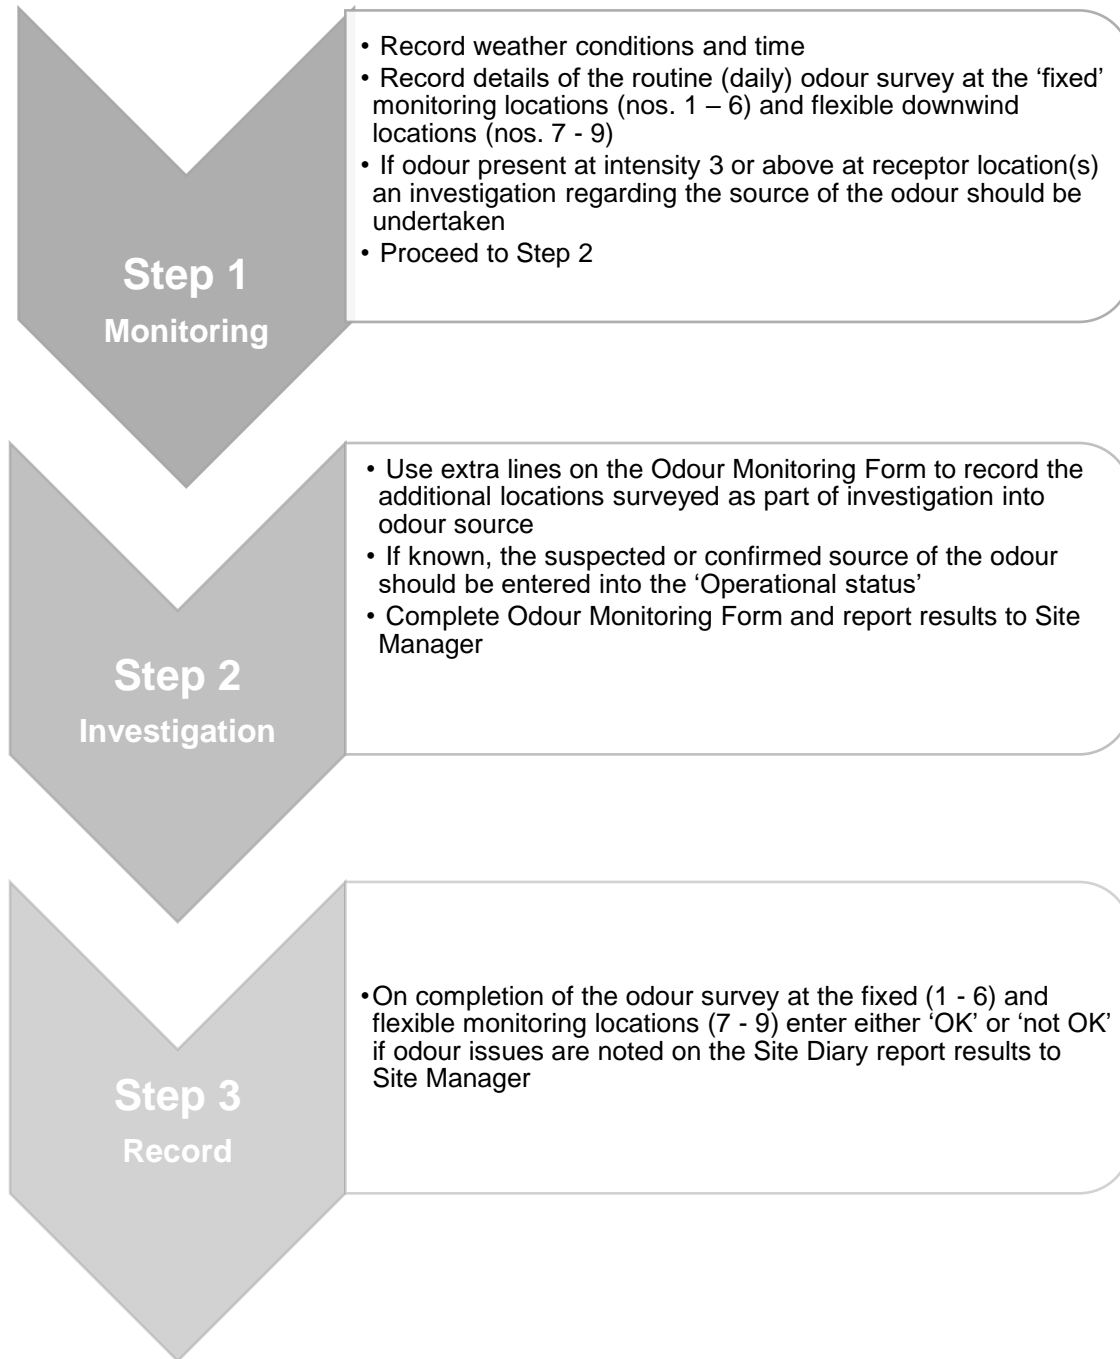 • Record weather conditions and time
• Record details of the routine (daily) odour survey at the ‘fixed’
monitoring locations (nos. 1 – 6) and flexible downwind
locations (nos. 7 - 9)
• If odour present at intensity 3 or above at receptor location(s)
an investigation regarding the source of the odour should be
undertaken
• Proceed to Step 2
Step 1
Monitoring
• Use extra lines on the Odour Monitoring Form to record the
additional locations surveyed as part of investigation into
odour source
• If known, the suspected or confirmed source of the odour
should be entered into the ‘Operational status’
• Complete Odour Monitoring Form and report results to Site
Manager
Step 2
Investigation
•On completion of the odour survey at the fixed (1 - 6) and
flexible monitoring locations (7 - 9) enter either ‘OK’ or ‘not OK’
if odour issues are noted on the Site Diary report results to
Site Manager
Step 3
Record